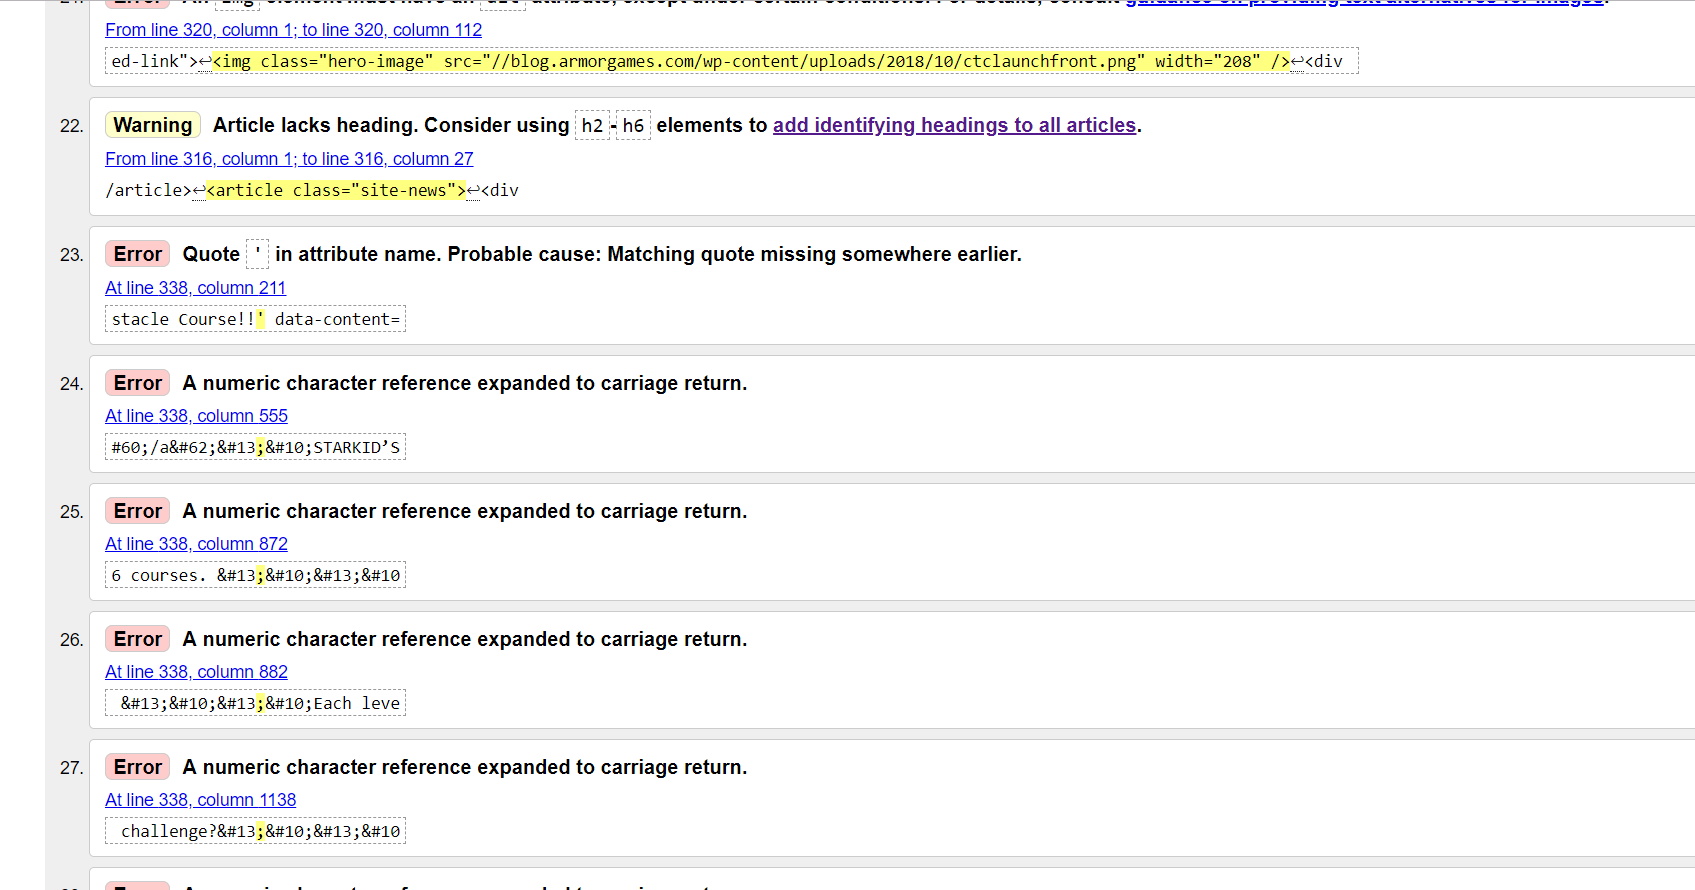 element must have an attribute, except under certain conditions. For details, consult guidance on providing text alternatives for images.
From line 320, column 1; to line 320, column 112
ed-link">↩<img class="hero-image" src="//blog.armorgames.com/wp-content/uploads/2018/10/ctclaunchfront.png" width="208" />↩<div
22. Warning Article lacks heading. Consider using h2-h6 elements to add identifying headings to all articles.
From line 316, column 1; to line 316, column 27
/article>↩<article class="site-news">↩<div
23. Error Quote ' in attribute name. Probable cause: Matching quote missing somewhere earlier.
At line 338, column 211
stacle Course!!' data-content=
24. Error A numeric character reference expanded to carriage return.
At line 338, column 555
#60;/a&#62;&#13;&#10;STARKID’S
25. Error A numeric character reference expanded to carriage return.
At line 338, column 872
6 courses. &#13;&#10;&#13;&#10
26. Error A numeric character reference expanded to carriage return.
At line 338, column 882
&#13;&#10;&#13;&#10;Each leve
27. Error A numeric character reference expanded to carriage return.
At line 338, column 1138
challenge?&#13;&#10;&#13;&#10